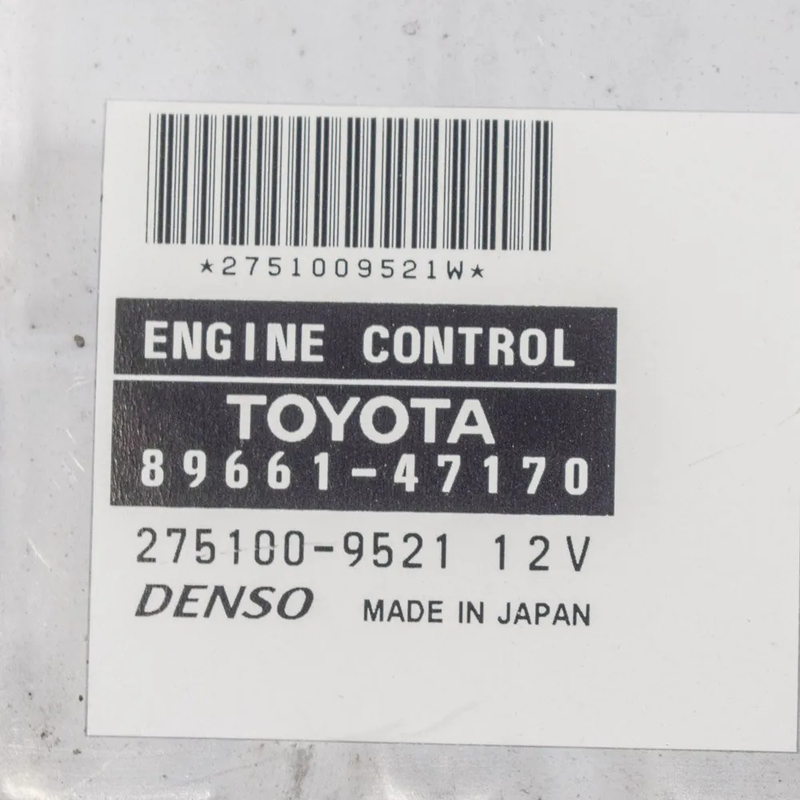 *2751009521W*
ENGINE CONTROL
TOYOTA
89661-47170
275100-9521 12V
DENSO MADE IN JAPAN